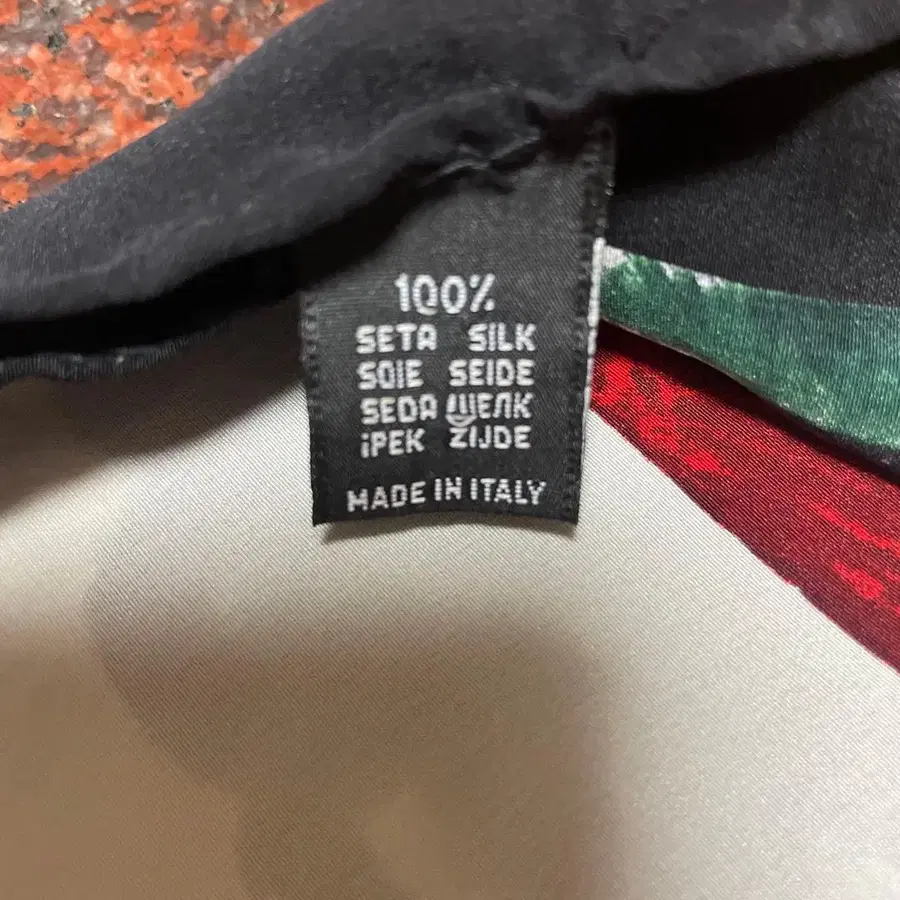 100%
SETA SILK
SOIE SEIDE
SEDA ШЕЛК
İPEK ZIJDE
MADE IN ITALY